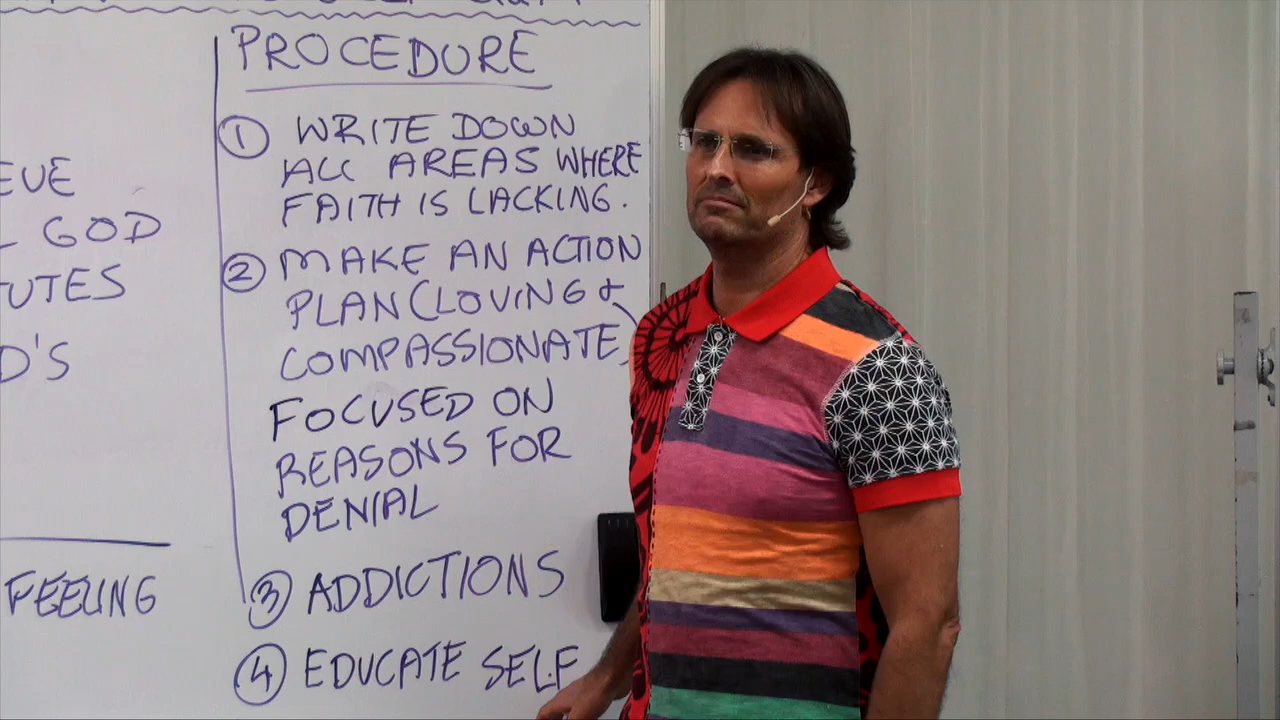 PROCEDURE
① WRITE DOWN
ALL AREAS WHERE
FAITH IS LACKING.
② MAKE AN ACTION
PLAN (LOVING &
COMPASSIONATE)
FOCUSED ON
REASONS FOR
DENIAL
③ ADDICTIONS
④ EDUCATE SELF
EUE
GOD
UTES
D'S
FEELING